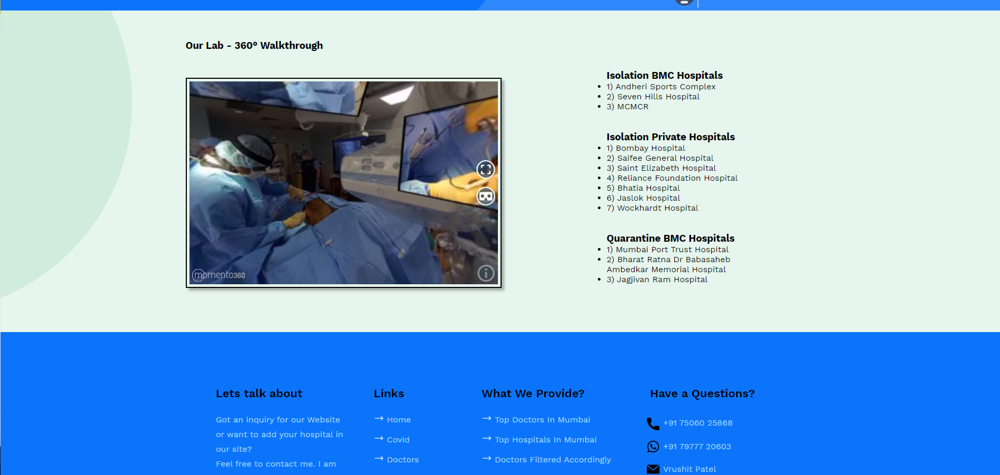 Our Lab - 360° Walkthrough
momento360
Isolation BMC Hospitals
1) Andheri Sports Complex
2) Seven Hills Hospital
3) MCMCR
Isolation Private Hospitals
1) Bombay Hospital
2) Saifee General Hospital
3) Saint Elizabeth Hospital
4) Reliance Foundation Hospital
5) Bhatia Hospital
6) Jaslok Hospital
7) Wockhardt Hospital
Quarantine BMC Hospitals
1) Mumbai Port Trust Hospital
2) Bharat Ratna Dr Babasaheb
Ambedkar Memorial Hospital
3) Jagjivan Ram Hospital
Lets talk about
Got an inquiry for our Website
or want to add your hospital in
our site?
Feel free to contact me. I am
Links
Home
Covid
Doctors
What We Provide?
Top Doctors In Mumbai
Top Hospitals In Mumbai
Doctors Filtered Accordingly
Have a Questions?
+91 75060 25868
+91 79777 20603
Vrushit Patel